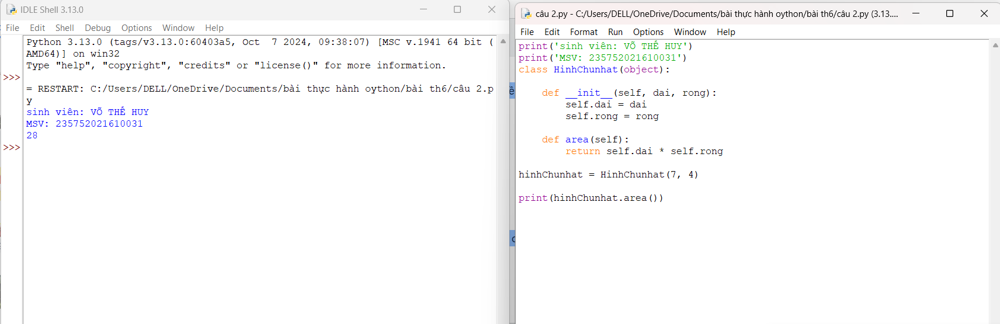 IDLE Shell 3.13.0
File Edit Shell Debug Options Window Help
Python 3.13.0 (tags/v3.13.0:60403a5, Oct  7 2024, 09:38:07) [MSC v.1941 64 bit (
AMD64)] on win32
Type "help", "copyright", "credits" or "license()" for more information.
>>>
= RESTART: C:/Users/DELL/OneDrive/Documents/bài thực hành oython/bài th6/câu 2.p
y
sinh viên: VÕ THẾ HUY
MSV: 235752021610031
28
>>>
câu 2.py - C:/Users/DELL/OneDrive/Documents/bài thực hành oython/bài th6/câu 2.py (3.13....
File Edit Format Run Options Window Help
print('sinh viên: VÕ THẾ HUY')
print('MSV: 235752021610031')
class HinhChunhat(object):
    def __init__(self, dai, rong):
        self.dai = dai
        self.rong = rong
    def area(self):
        return self.dai * self.rong
hinhChunhat = HinhChunhat(7, 4)
print(hinhChunhat.area())